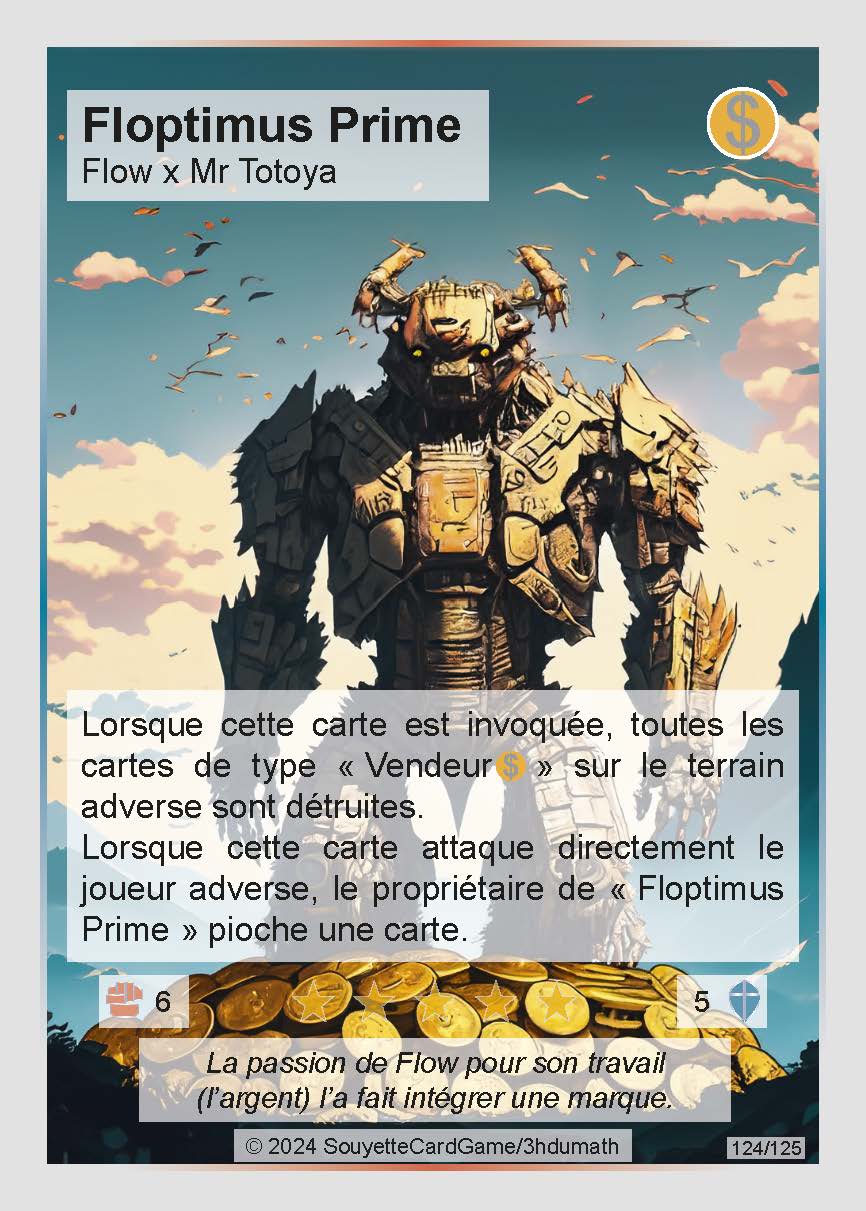 Floptimus Prime
$
Flow x Mr Totoya
Lorsque cette carte est invoquée, toutes les
cartes de type « Vendeur$ » sur le terrain
adverse sont détruites.
Lorsque cette carte attaque directement le
joueur adverse, le propriétaire de « Floptimus
Prime » pioche une carte.
6
5
La passion de Flow pour son travail
(l’argent) l’a fait intégrer une marque.
© 2024 SouyetteCardGame/3hdumath
124/125